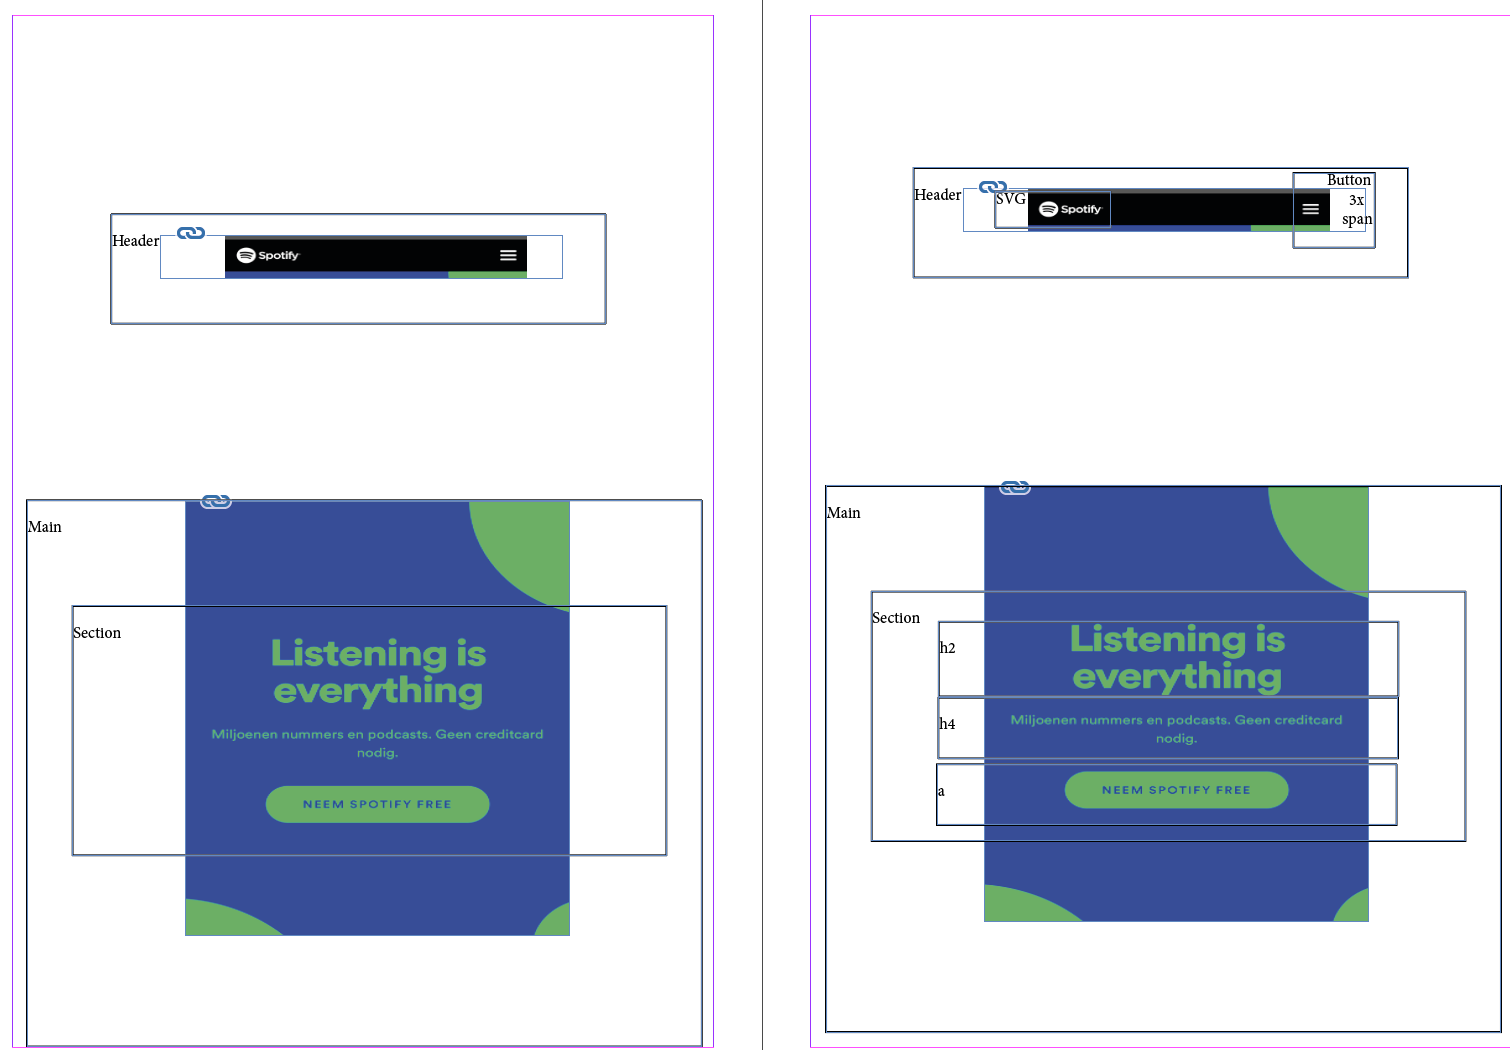 Header
Spotify
Main
Section
Listening is
everything
Miljoenen nummers en podcasts. Geen creditcard
nodig.
NEEM SPOTIFY FREE
Header
SVG
Spotify
Button
3x
span
Main
Section
h2
Listening is
everything
h4
Miljoenen nummers en podcasts. Geen creditcard
nodig.
a
NEEM SPOTIFY FREE